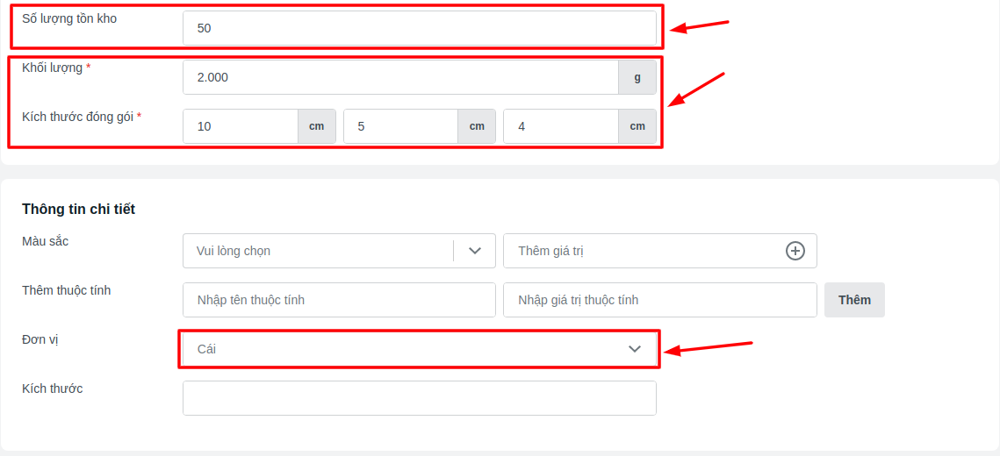 Số lượng tồn kho
50
Khối lượng *
2.000 g
Kích thước đóng gói *
10 cm 5 cm 4 cm
Thông tin chi tiết
Màu sắc
Vui lòng chọn Thêm giá trị
Thêm thuộc tính
Nhập tên thuộc tính Nhập giá trị thuộc tính Thêm
Đơn vị
Cái
Kích thước